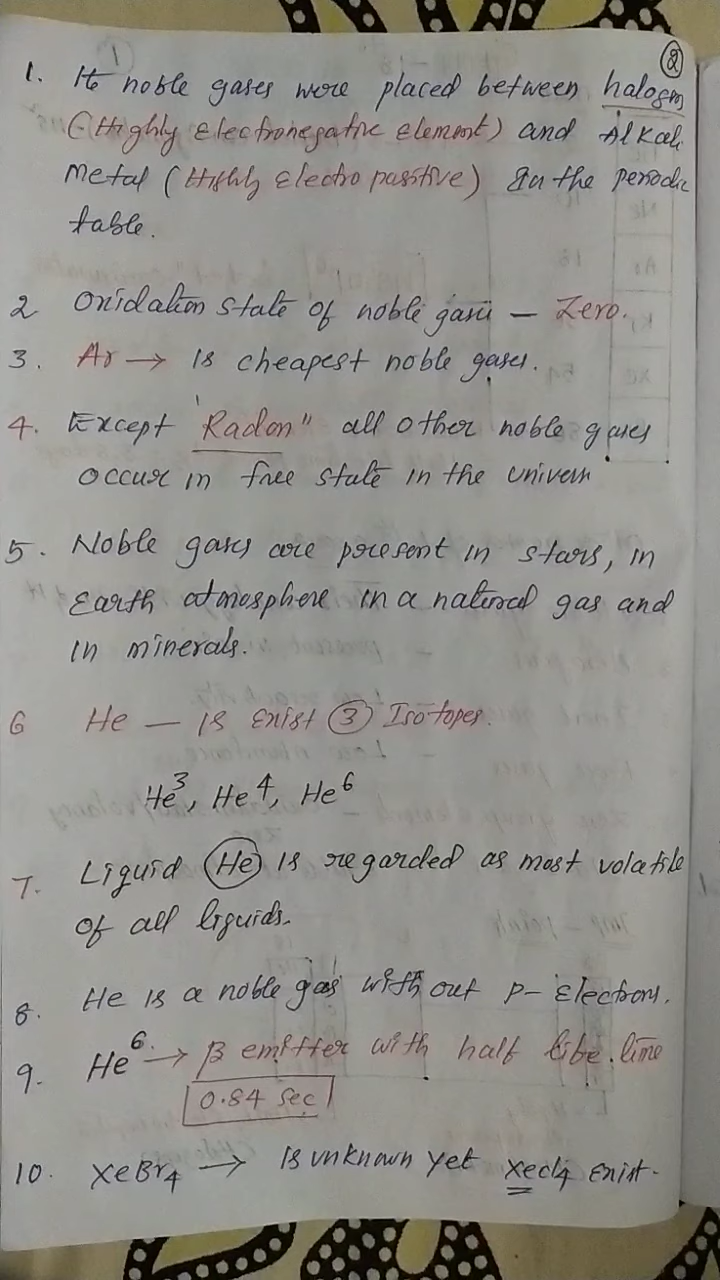 ②
1. It noble gases were placed between halogen
(Highly electronegative element) and Alkali
Metal (Highly electro passitive) In the periodic
table.
2 Oxidation state of noble gases – Zero.
3. Ar → is cheapest noble gases.
4. Except 'Radon" all other noble gases
occur in free state in the univers
5. Noble gases are present in stars, in
Earth atmosphere in a natural gas and
in minerals.
6 He – is exist ③ Isotopes.
He³, He⁴, He⁶
7. Liquid He is regarded as most volatile
of all liquids.
8. He is a noble gas with out p- Electrons.
9. He⁶ → β emitter with half life time
0.84 sec
10. XeBr₄ → is unknown yet XeCl₄ exist.